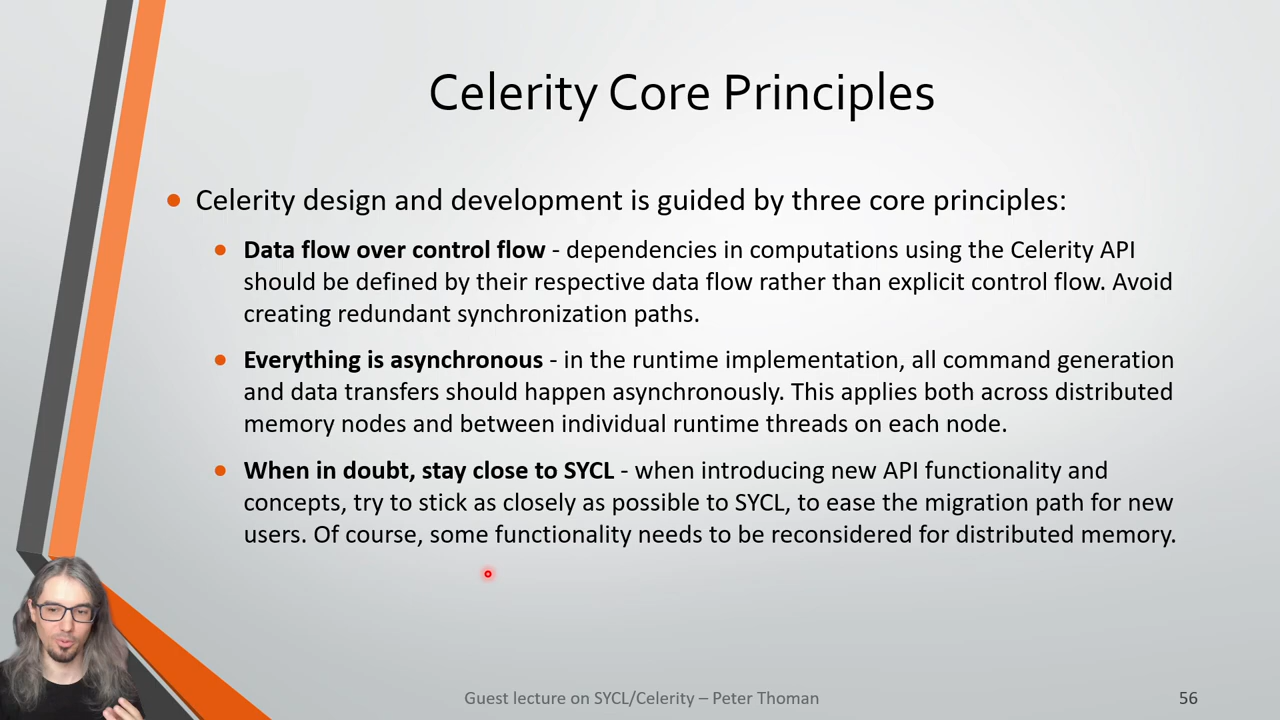 Celerity Core Principles
Celerity design and development is guided by three core principles:
Data flow over control flow - dependencies in computations using the Celerity API
should be defined by their respective data flow rather than explicit control flow. Avoid
creating redundant synchronization paths.
Everything is asynchronous - in the runtime implementation, all command generation
and data transfers should happen asynchronously. This applies both across distributed
memory nodes and between individual runtime threads on each node.
When in doubt, stay close to SYCL - when introducing new API functionality and
concepts, try to stick as closely as possible to SYCL, to ease the migration path for new
users. Of course, some functionality needs to be reconsidered for distributed memory.
Guest lecture on SYCL/Celerity – Peter Thoman
56